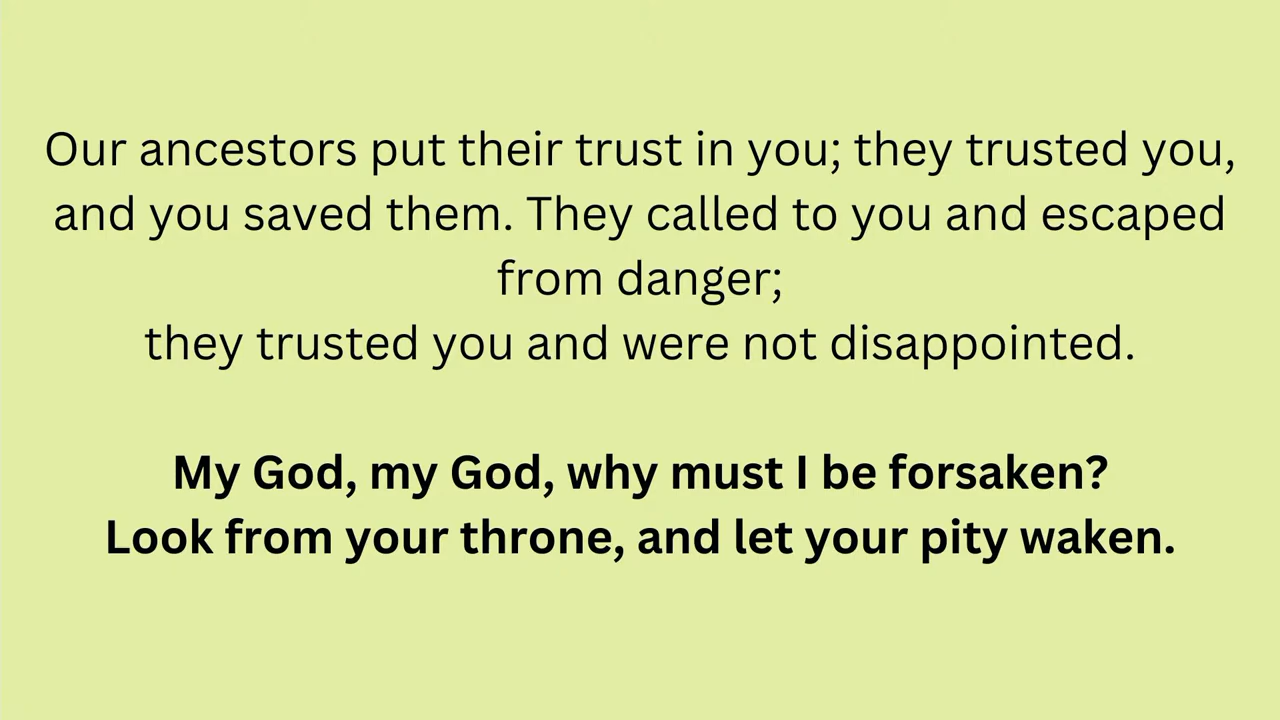 Our ancestors put their trust in you; they trusted you,
and you saved them. They called to you and escaped
from danger;
they trusted you and were not disappointed.
My God, my God, why must I be forsaken?
Look from your throne, and let your pity waken.